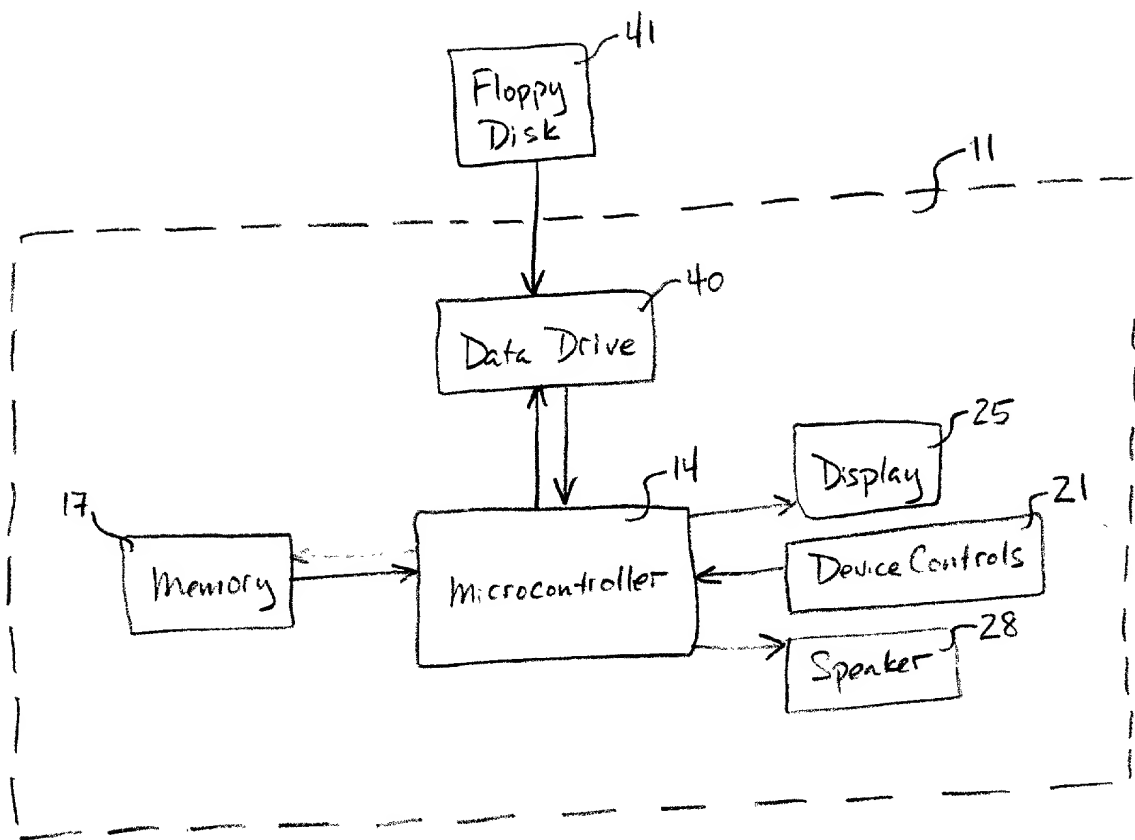 41
Floppy
Disk
11
40
Data Drive
25
Display
14
21
17
Memory
Microcontroller
Device Controls
28
Speaker